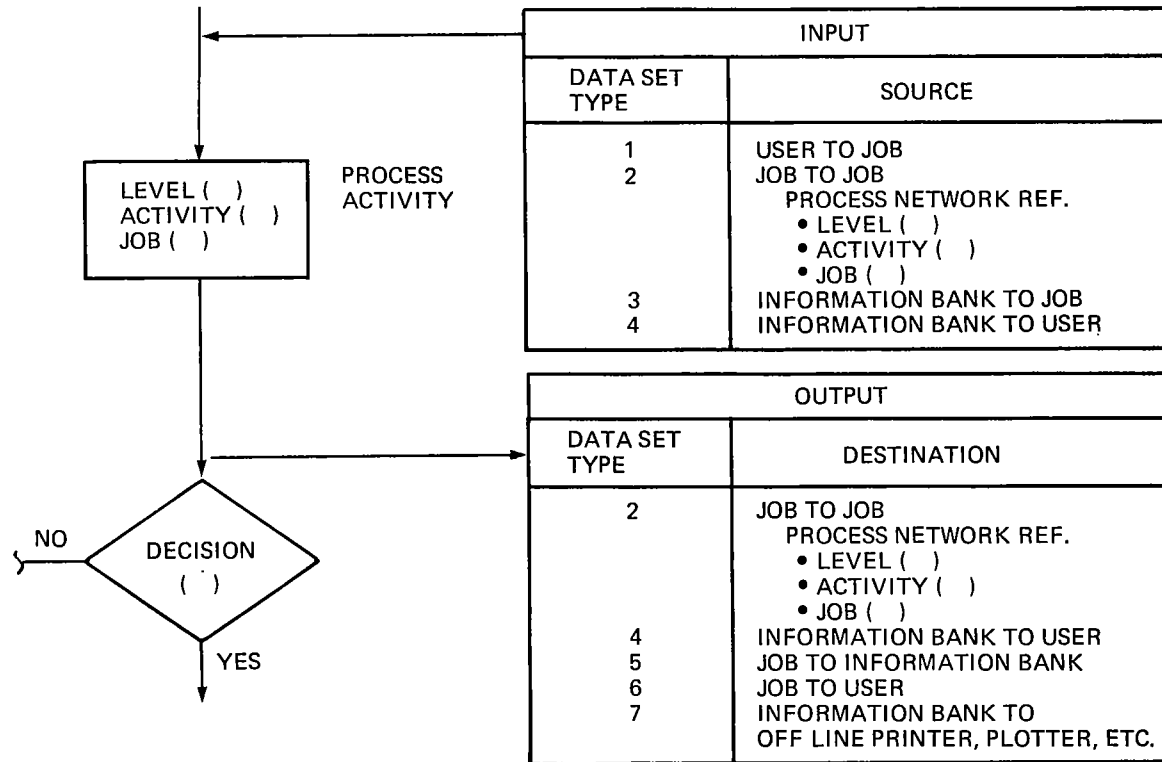 INPUT
DATA SET
TYPE
SOURCE
1 USER TO JOB
2 JOB TO JOB
PROCESS NETWORK REF.
• LEVEL ( )
• ACTIVITY ( )
• JOB ( )
3 INFORMATION BANK TO JOB
4 INFORMATION BANK TO USER
LEVEL ( )
ACTIVITY ( )
JOB ( )
PROCESS
ACTIVITY
OUTPUT
DATA SET
TYPE
DESTINATION
2 JOB TO JOB
PROCESS NETWORK REF.
• LEVEL ( )
• ACTIVITY ( )
• JOB ( )
4 INFORMATION BANK TO USER
5 JOB TO INFORMATION BANK
6 JOB TO USER
7 INFORMATION BANK TO
OFF LINE PRINTER, PLOTTER, ETC.
NO
DECISION
( )
YES